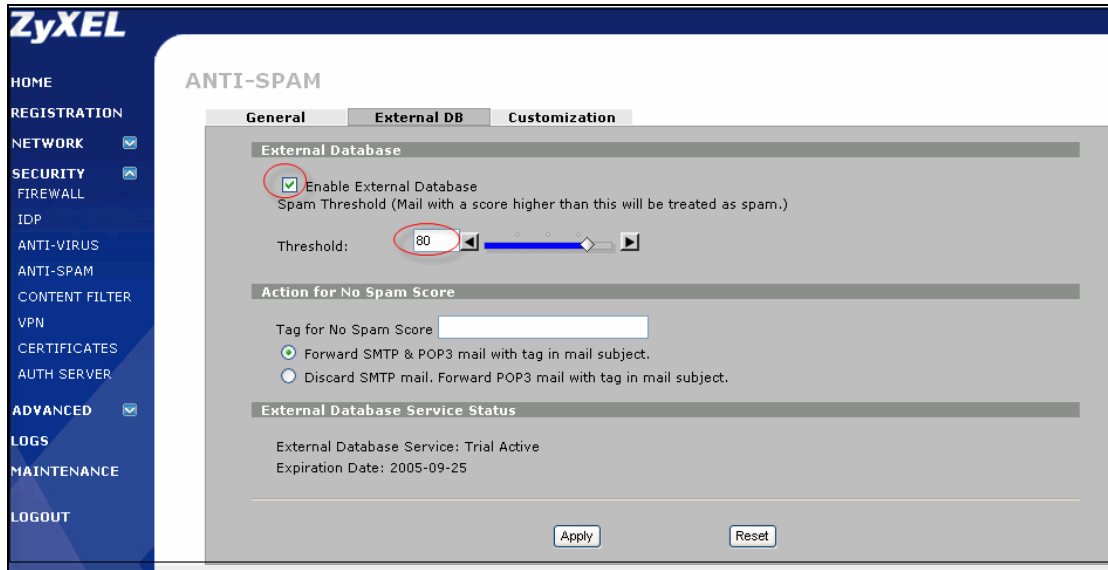 ZyXEL
HOME
REGISTRATION
NETWORK
SECURITY
FIREWALL
IDP
ANTI-VIRUS
ANTI-SPAM
CONTENT FILTER
VPN
CERTIFICATES
AUTH SERVER
ADVANCED
LOGS
MAINTENANCE
LOGOUT
ANTI-SPAM
General External DB Customization
External Database
Enable External Database
Spam Threshold (Mail with a score higher than this will be treated as spam.)
Threshold: 80
Action for No Spam Score
Tag for No Spam Score
Forward SMTP & POP3 mail with tag in mail subject.
Discard SMTP mail. Forward POP3 mail with tag in mail subject.
External Database Service Status
External Database Service: Trial Active
Expiration Date: 2005-09-25
Apply Reset